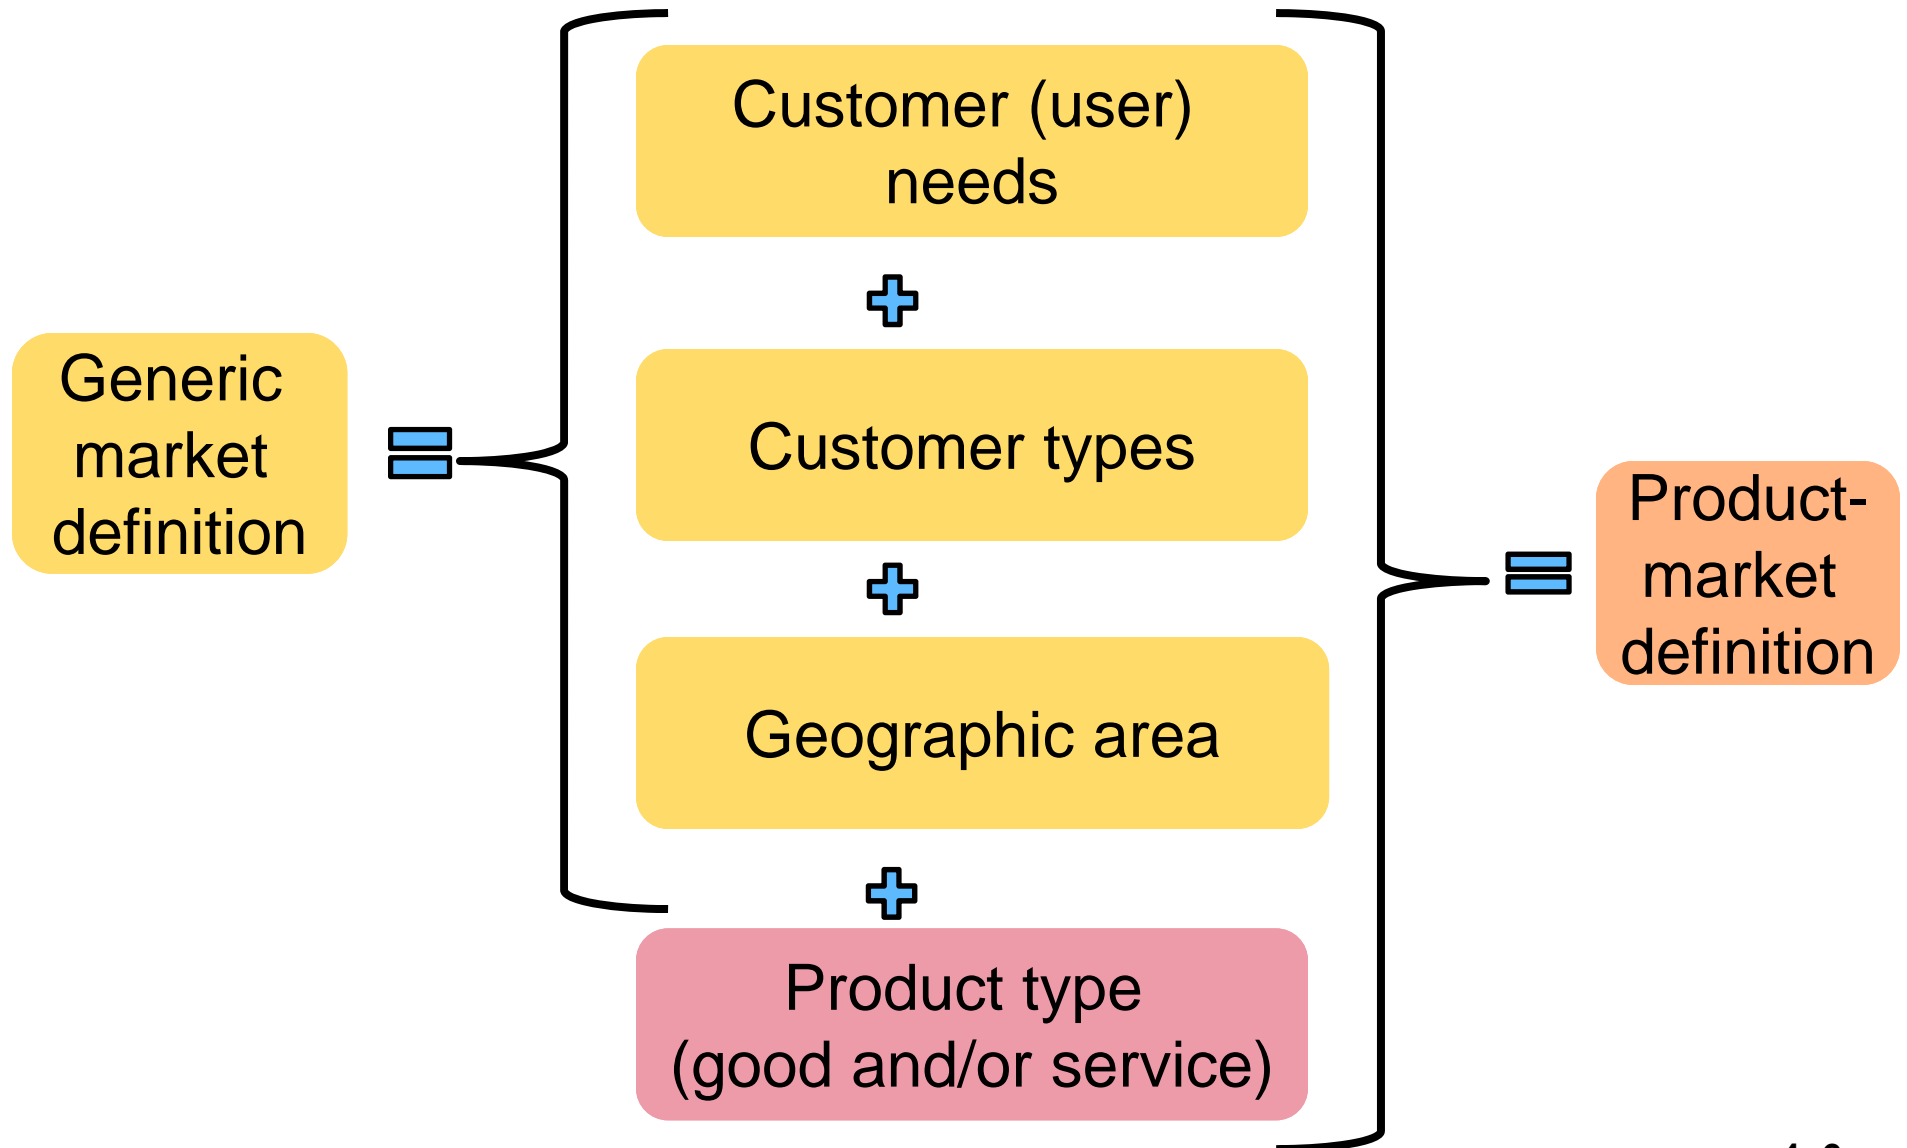 Customer (user)
needs
Generic
market
definition
Customer types
Product-
market
definition
Geographic area
Product type
(good and/or service)